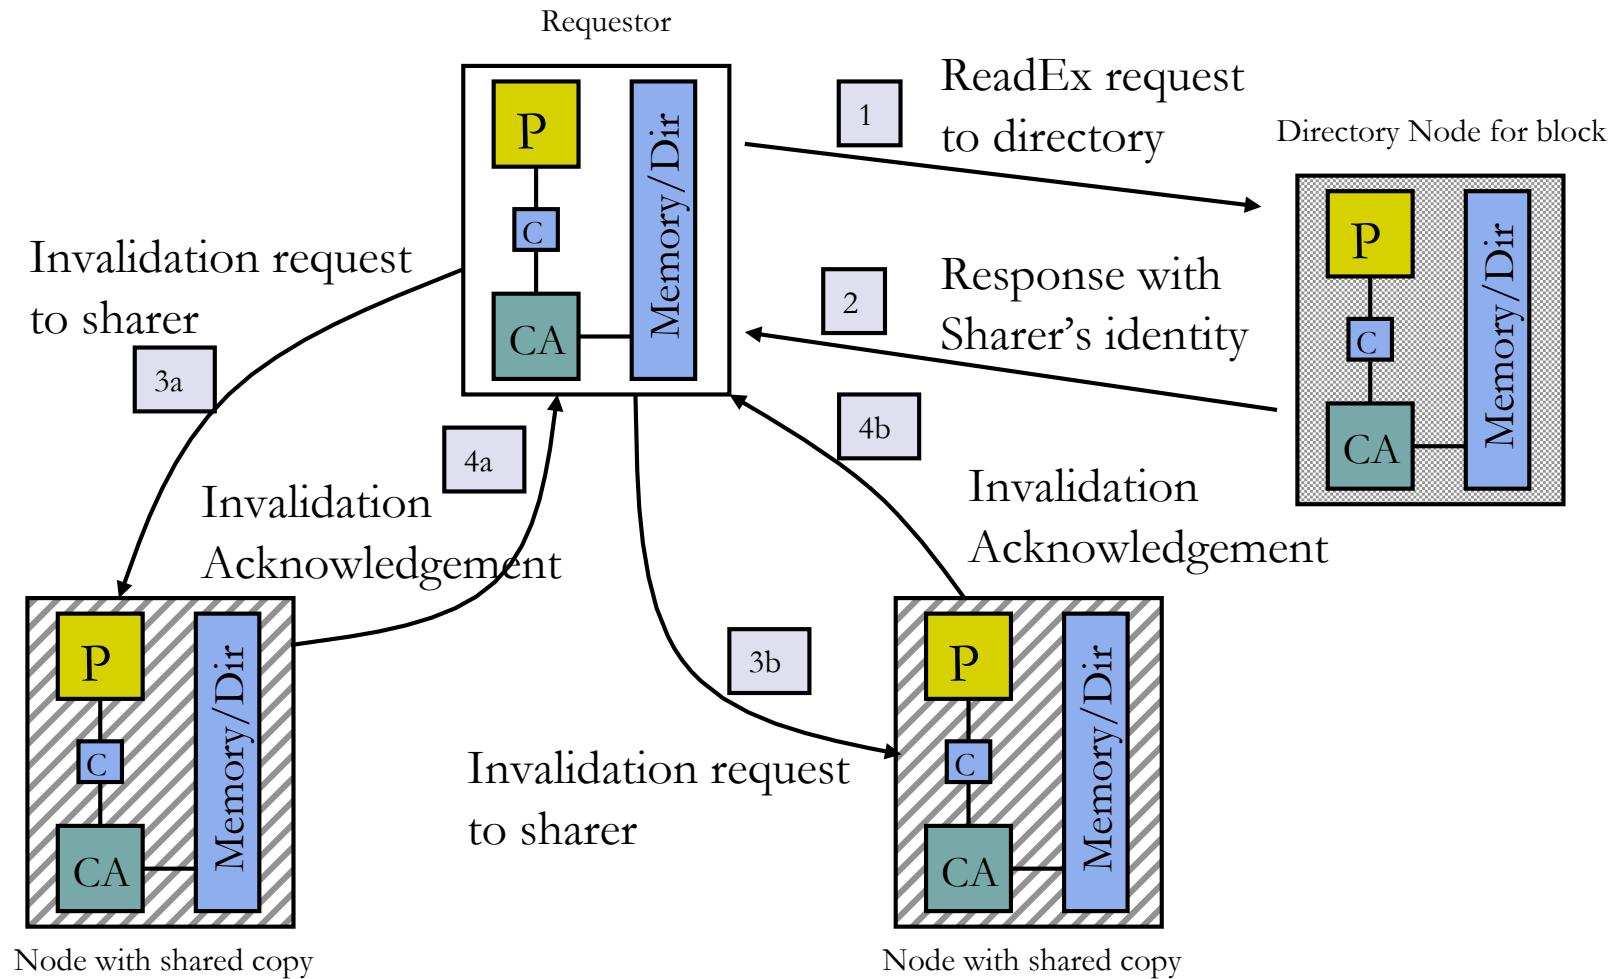 Requestor
P
C
CA
Memory/Dir
1
ReadEx request
to directory
Directory Node for block
P
C
CA
Memory/Dir
2
Response with
Sharer's identity
Invalidation request
to sharer
3a
4a
Invalidation
Acknowledgement
4b
Invalidation
Acknowledgement
3b
Invalidation request
to sharer
P
C
CA
Memory/Dir
Node with shared copy
P
C
CA
Memory/Dir
Node with shared copy